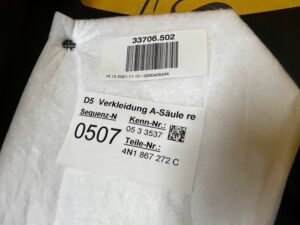 33706.502
D5 Verkleidung A-Säule re
Sequenz-N Kenn-Nr.:
0507 05 3 3537
Teile-Nr.:
4N1 867 272 C